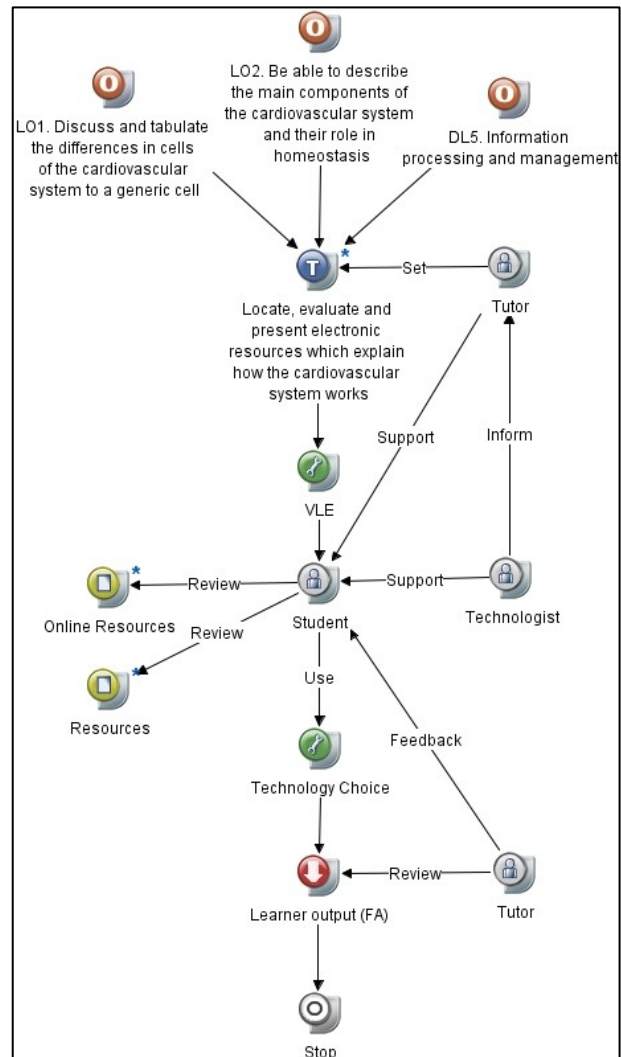 O
LO2. Be able to describe
the main components of
the cardiovascular system
and their role in
homeostasis
O
LO1. Discuss and tabulate
the differences in cells
of the cardiovascular
system to a generic cell
O
DL5. Information
processing and management
T
*
Set
Tutor
Locate, evaluate and
present electronic
resources which explain
how the cardiovascular
system works
Support
Inform
VLE
*
Online Resources
Review
Student
Support
Technologist
Review
*
Resources
Use
Feedback
Technology Choice
Review
Learner output (FA)
Tutor
Stop